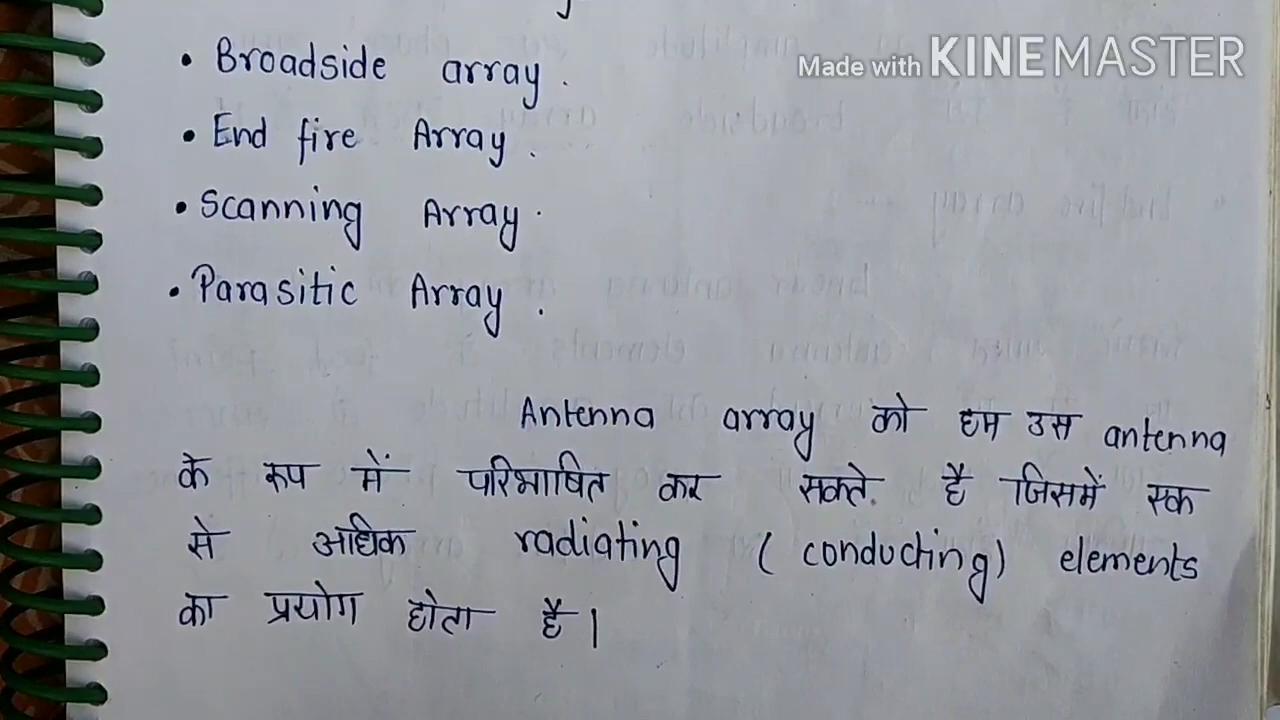 • Broadside array.
Made with KINEMASTER
• End fire Array.
• Scanning Array.
• Parasitic Array.
Antenna array को हम उस antenna
के रूप में परिभाषित कर सकते है जिसमें एक
से अधिक radiating (conducting) elements
का प्रयोग होता है।